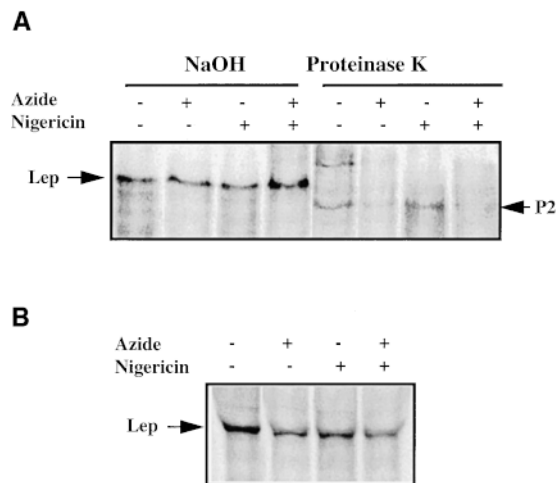 A
NaOH Proteinase K
Azide - + - + - + - +
Nigericin - - + + - - + +
Lep
P2
B
Azide - + - +
Nigericin - - + +
Lep